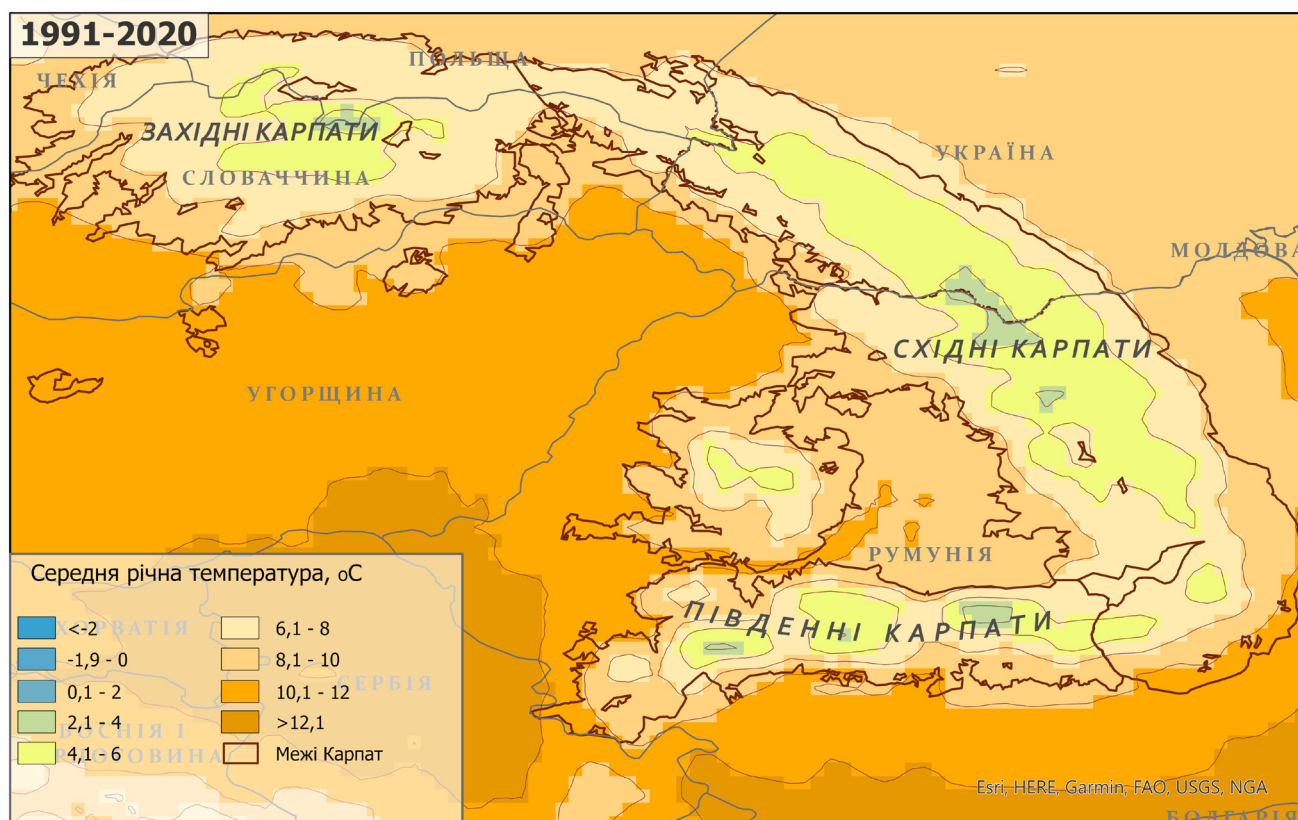 1991-2020
ПОЛЬЩА
ЧЕХІЯ
ЗАХІДНІ КАРПАТИ
УКРАЇНА
СЛОВАЧЧИНА
МОЛДОВА
СХІДНІ КАРПАТИ
УГОРЩИНА
РУМУНІЯ
ПІВДЕННІ КАРПАТИ
Середня річна температура, оС
<-2
-1,9 - 0
0,1 - 2
2,1 - 4
4,1 - 6
6,1 - 8
8,1 - 10
10,1 - 12
>12,1
Межі Карпат
ХОРВАТІЯ
СЕРБІЯ
БОСНІЯ І
Esri, HERE, Garmin, FAO, USGS, NGA
БОЛГАРІЯ